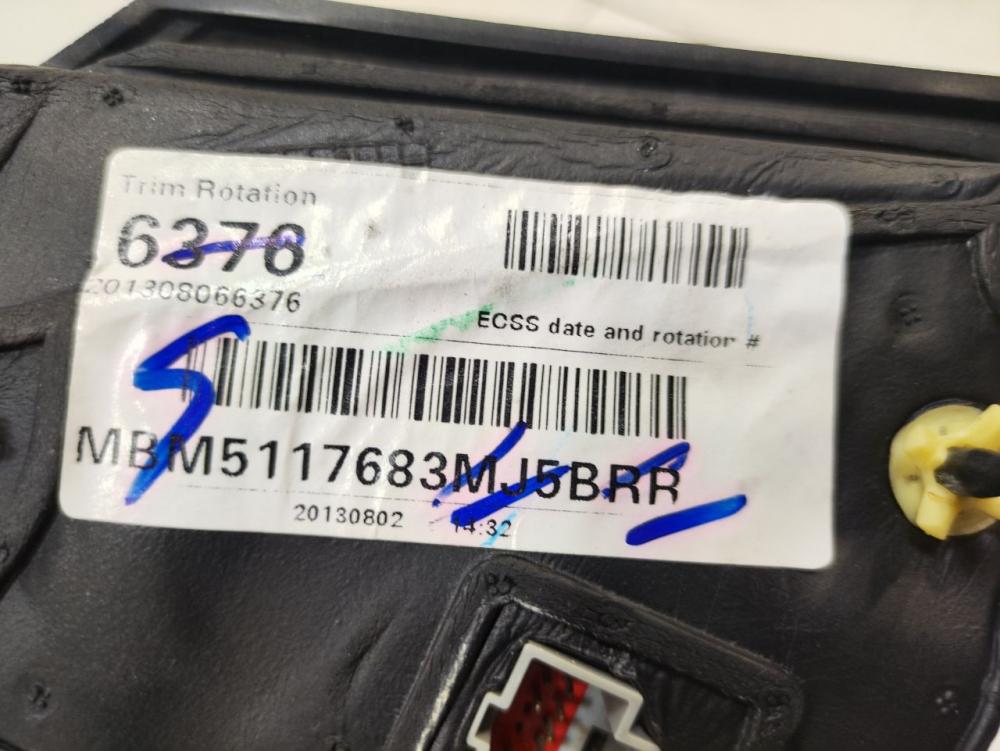 Trim Rotation
6376
201308066376
ECSS date and rotation #
MBM5117683MJ5BRR
20130802 14:32